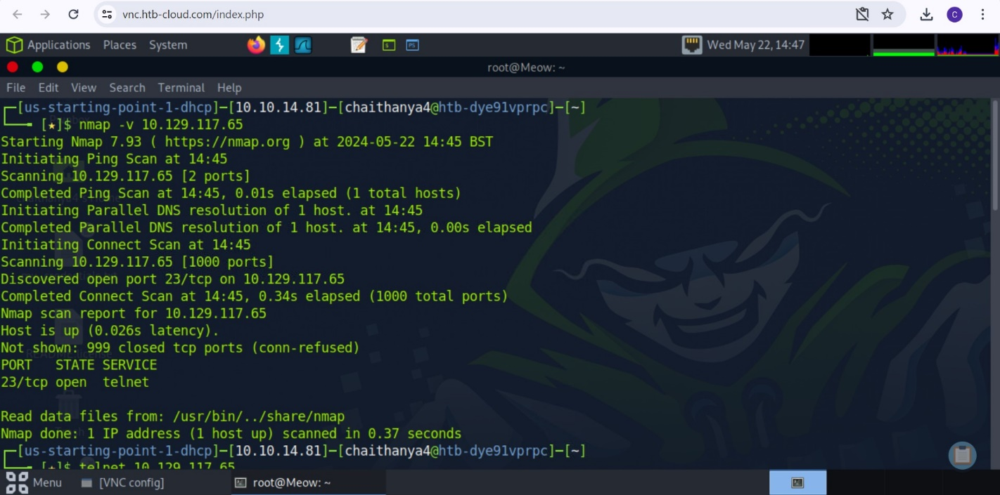 vnc.htb-cloud.com/index.php
C
Applications Places System
Wed May 22, 14:47
root@Meow: ~
File Edit View Search Terminal Help
┌─[us-starting-point-1-dhcp]─[10.10.14.81]─[chaithanya4@htb-dye91vprpc]─[~]
└──╼ [★]$ nmap -v 10.129.117.65
Starting Nmap 7.93 ( https://nmap.org ) at 2024-05-22 14:45 BST
Initiating Ping Scan at 14:45
Scanning 10.129.117.65 [2 ports]
Completed Ping Scan at 14:45, 0.01s elapsed (1 total hosts)
Initiating Parallel DNS resolution of 1 host. at 14:45
Completed Parallel DNS resolution of 1 host. at 14:45, 0.00s elapsed
Initiating Connect Scan at 14:45
Scanning 10.129.117.65 [1000 ports]
Discovered open port 23/tcp on 10.129.117.65
Completed Connect Scan at 14:45, 0.34s elapsed (1000 total ports)
Nmap scan report for 10.129.117.65
Host is up (0.026s latency).
Not shown: 999 closed tcp ports (conn-refused)
PORT   STATE SERVICE
23/tcp open  telnet
Read data files from: /usr/bin/../share/nmap
Nmap done: 1 IP address (1 host up) scanned in 0.37 seconds
┌─[us-starting-point-1-dhcp]─[10.10.14.81]─[chaithanya4@htb-dye91vprpc]─[~]
└──╼ [★]$ telnet 10.129.117.65
Menu [VNC config] root@Meow: ~